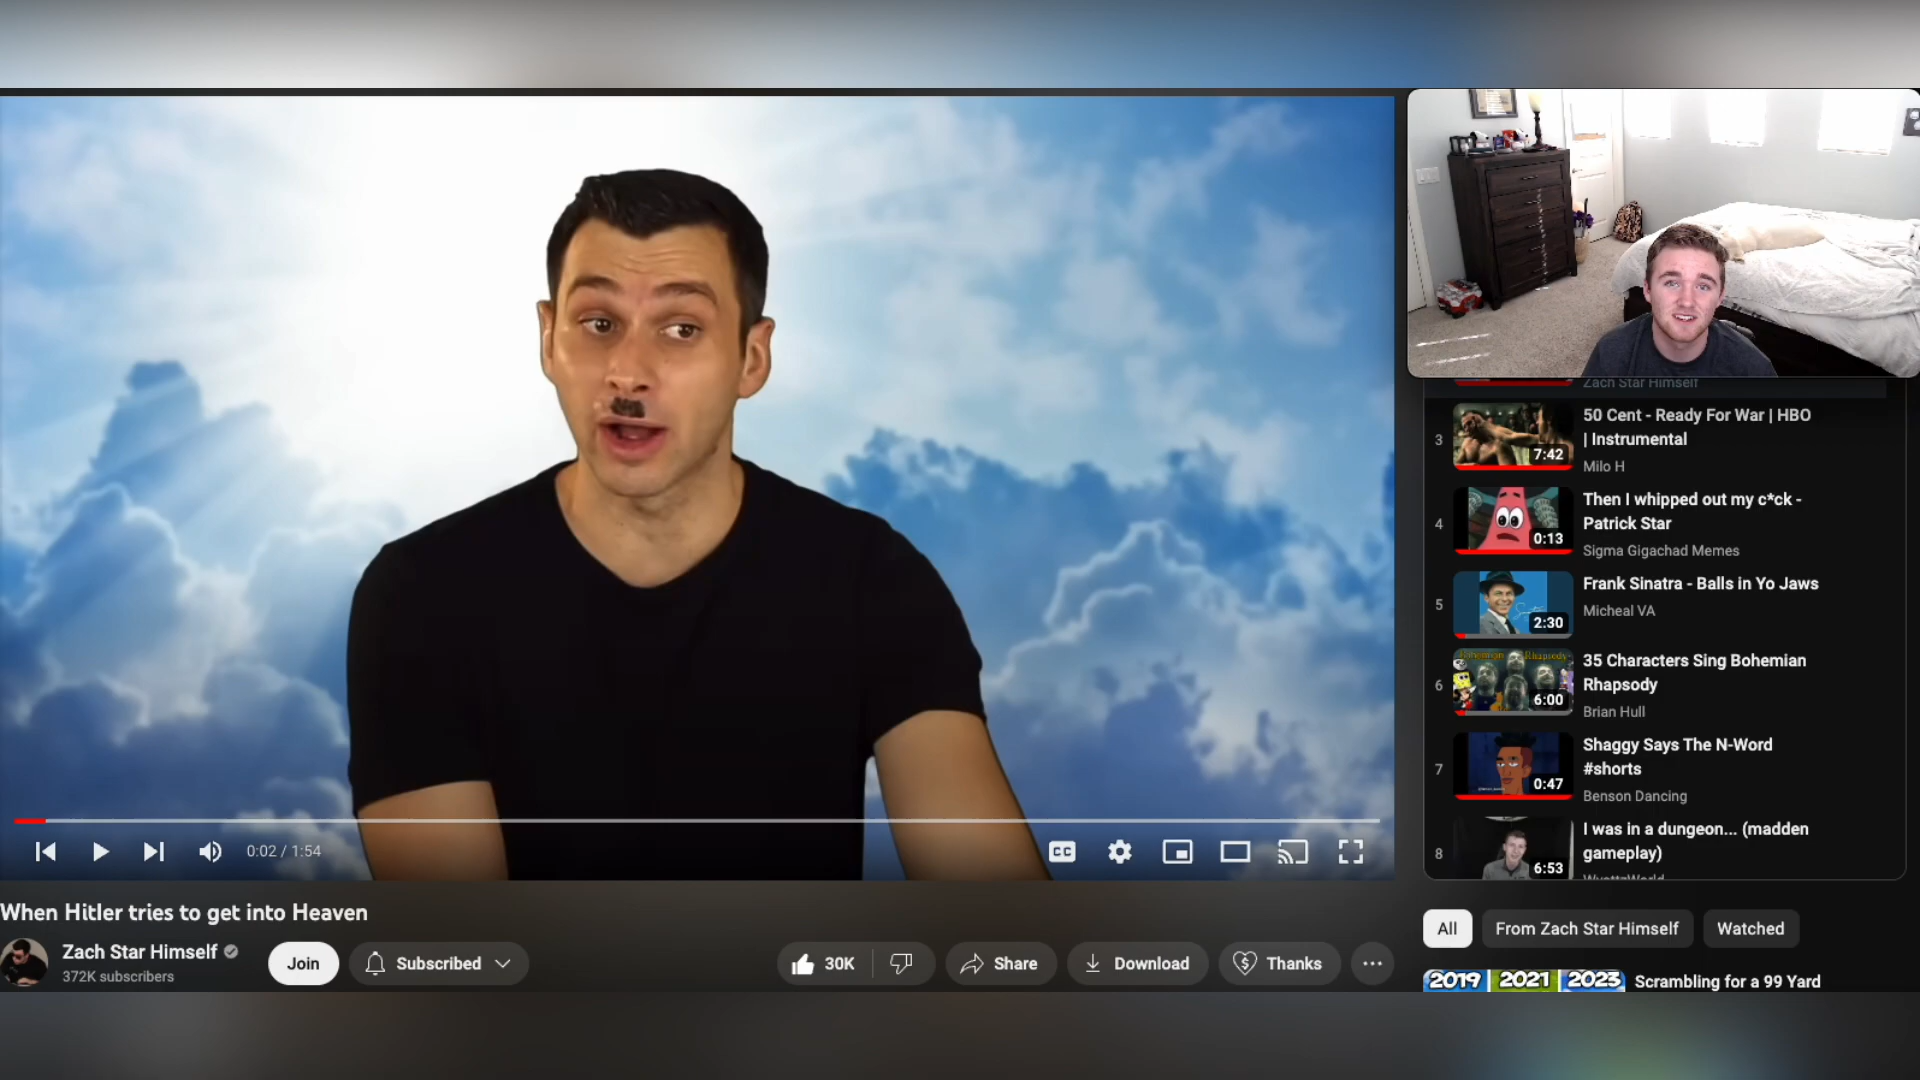 CC
0:02 / 1:54
When Hitler tries to get into Heaven
Zach Star Himself
372K subscribers
Join
Subscribed
30K
Share
Download
Thanks
Zach Star Himself
3
7:42
50 Cent - Ready For War | HBO
| Instrumental
Milo H
4
0:13
Then I whipped out my c*ck -
Patrick Star
Sigma Gigachad Memes
5
2:30
Frank Sinatra - Balls in Yo Jaws
Micheal VA
6
Bohemian Rhapsody
6:00
35 Characters Sing Bohemian
Rhapsody
Brian Hull
7
0:47
Shaggy Says The N-Word
#shorts
Benson Dancing
8
6:53
I was in a dungeon... (madden
gameplay)
All
From Zach Star Himself
Watched
2019 2021 2023
Scrambling for a 99 Yard